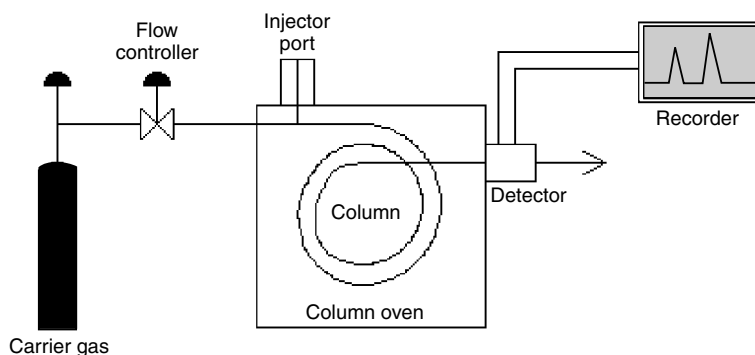 Injector
port
Flow
controller
Recorder
Detector
Column
Column oven
Carrier gas